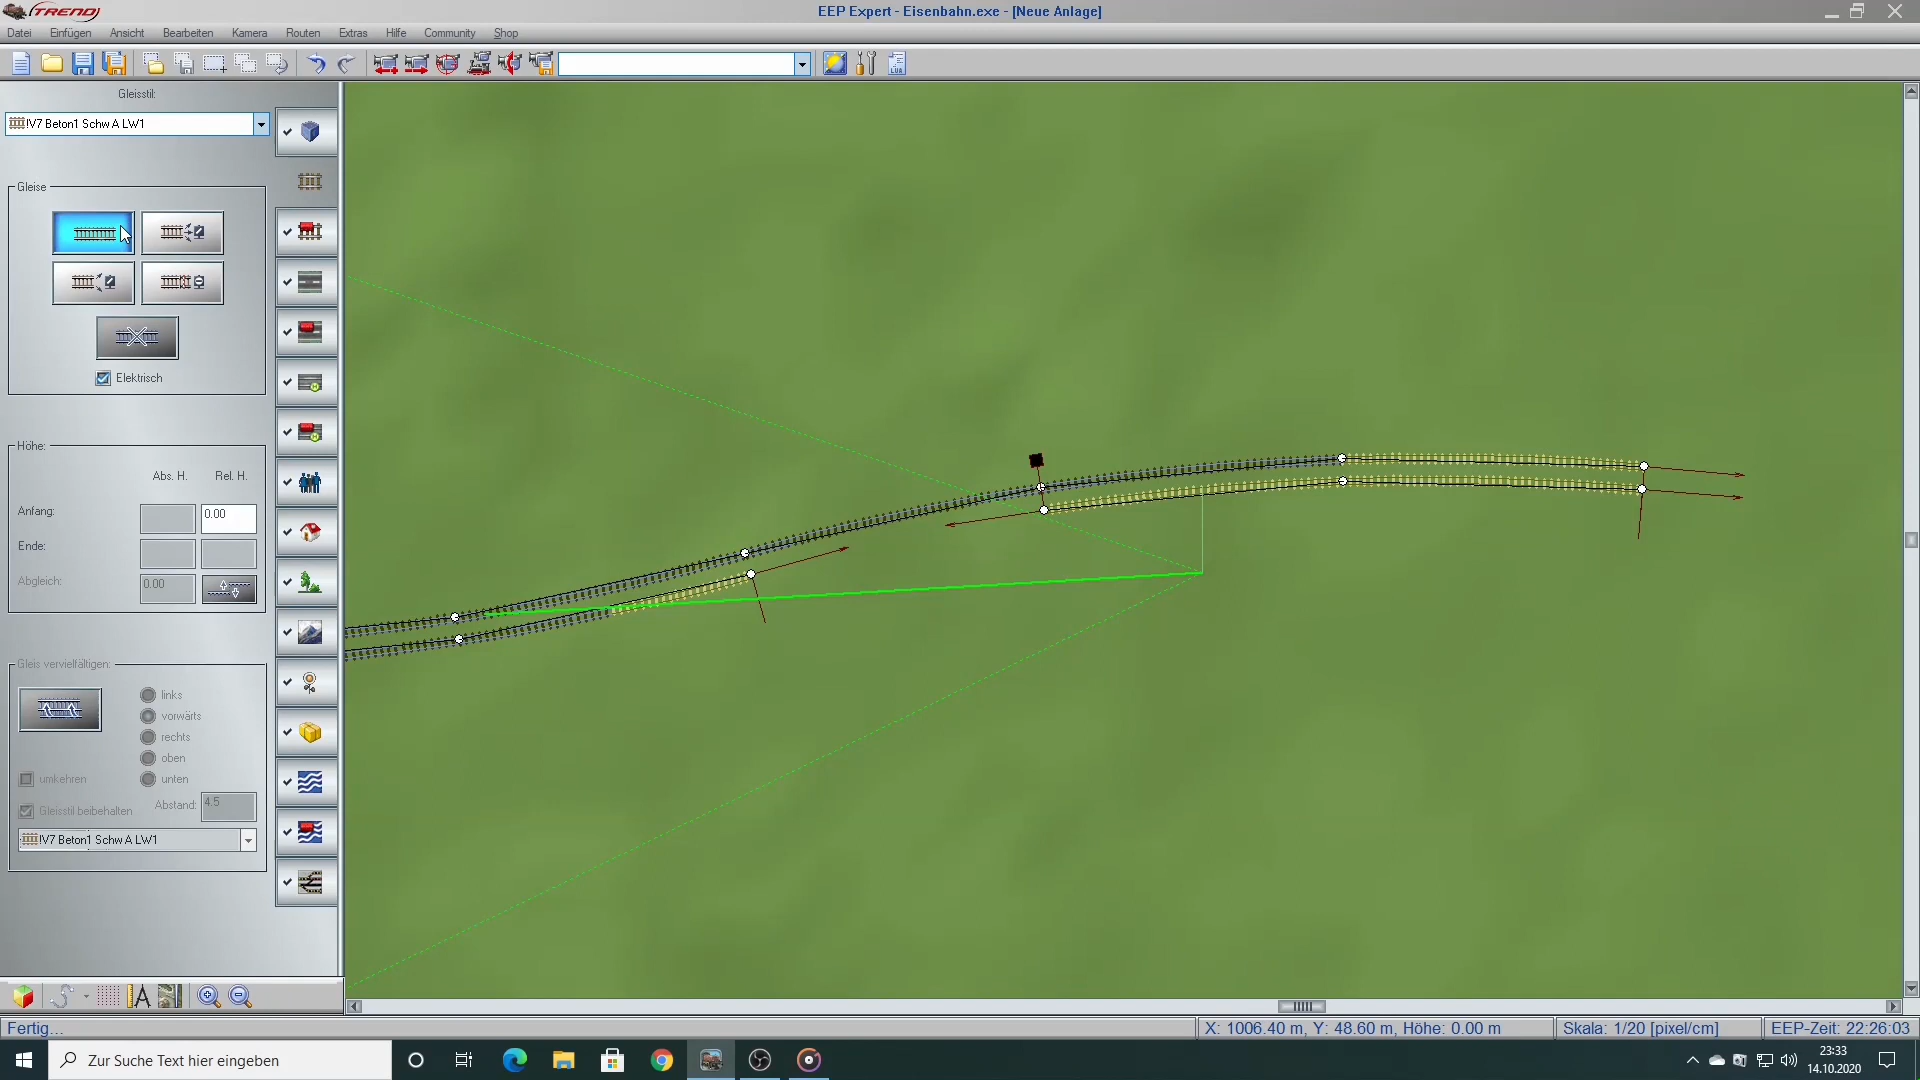 TREND
EEP Expert - Eisenbahn.exe - [Neue Anlage]
Datei Einfügen Ansicht Bearbeiten Kamera Routen Extras Hilfe Community Shop
LUA
Gleisstil:
!V7 Beton1 Schw A LW1
Gleise
Elektrisch
Höhe:
Abs. H. Rel. H.
Anfang: 0.00
Ende:
Abgleich: 0.00
Gleis vervielfältigen:
links
vorwärts
rechts
oben
umkehren unten
Gleisstil beibehalten Abstand: 4.5
!V7 Beton1 Schw A LW1
Fertig...
X: 1006.40 m, Y: 48.60 m, Höhe: 0.00 m
Skala: 1/20 [pixel/cm]
EEP-Zeit: 22:26:03
Zur Suche Text hier eingeben
23:33
14.10.2020